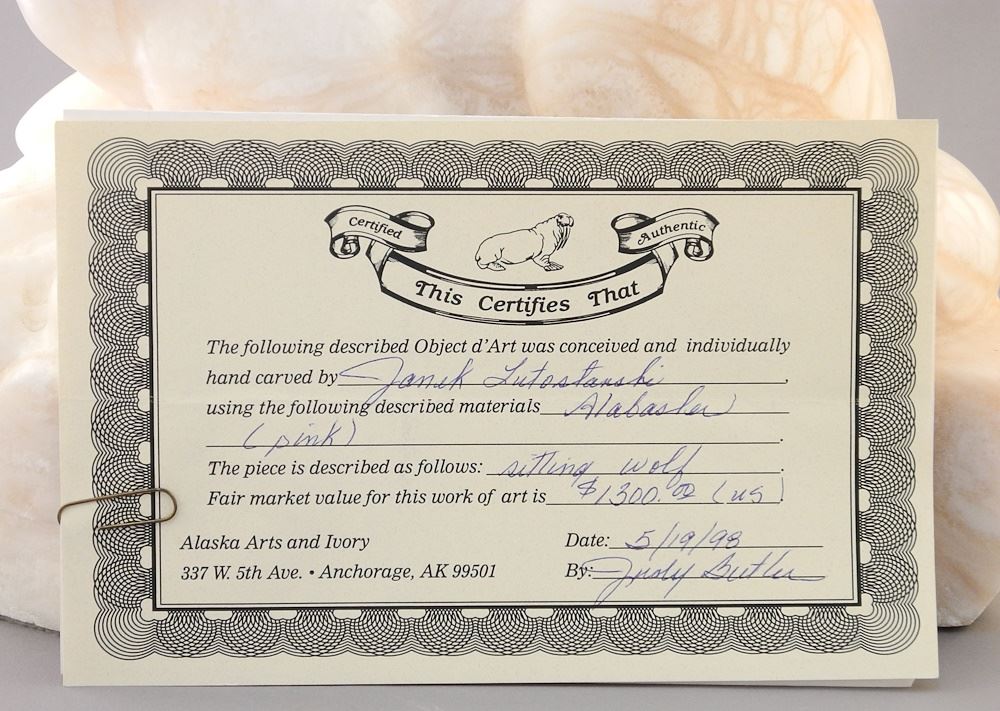 Certified Authentic
This Certifies That
The following described Object d'Art was conceived and individually
hand carved by Janik Lutostanski.
using the following described materials Alabaster
(pink).
The piece is described as follows: sitting wolf.
Fair market value for this work of art is $1300.00 (us).
Alaska Arts and Ivory
Date: 5/19/98
337 W. 5th Ave. • Anchorage, AK 99501
By: Judy Butler